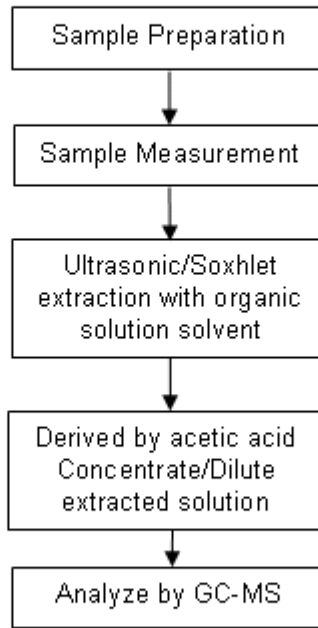 Sample Preparation
Sample Measurement
Ultrasonic/Soxhlet
extraction with organic
solution solvent
Derived by acetic acid
Concentrate/Dilute
extracted solution
Analyze by GC-MS